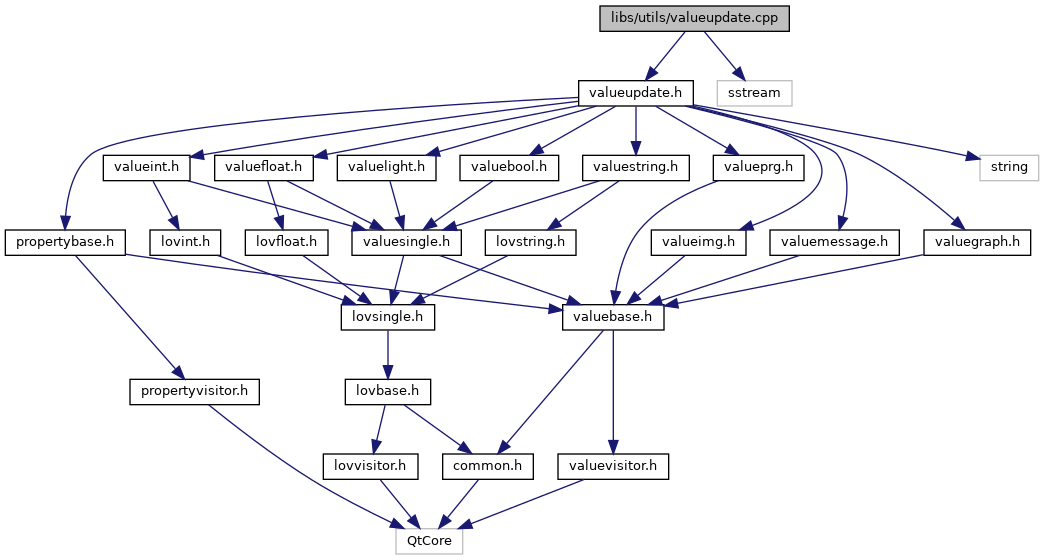 libs/utils/valueupdate.cpp
valueupdate.h
sstream
valueint.h
valuefloat.h
valuelight.h
valuebool.h
valuestring.h
valueprg.h
string
propertybase.h
lovint.h
lovfloat.h
valuesingle.h
lovstring.h
valueimg.h
valuemessage.h
valuegraph.h
lovsingle.h
valuebase.h
propertyvisitor.h
lovbase.h
lovvisitor.h
common.h
valuevisitor.h
QtCore